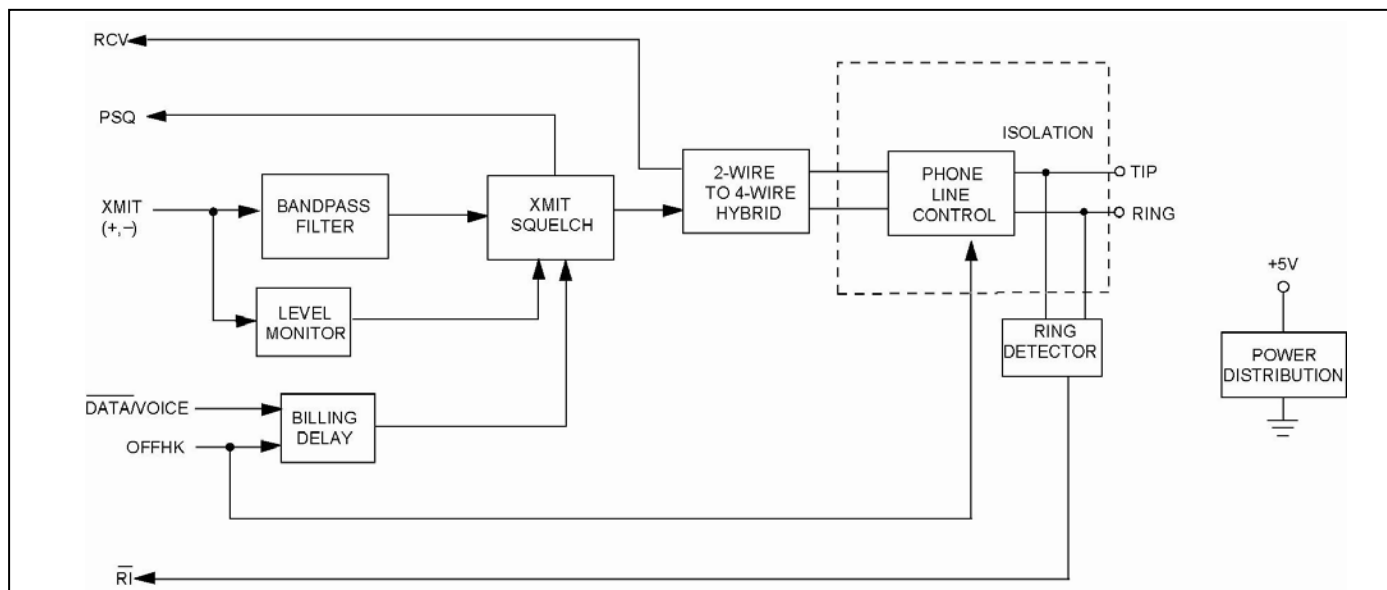 RCV
PSQ
ISOLATION
XMIT
(+,–)
BANDPASS
FILTER
XMIT
SQUELCH
2-WIRE
TO 4-WIRE
HYBRID
PHONE
LINE
CONTROL
TIP
RING
+5V
LEVEL
MONITOR
RING
DETECTOR
POWER
DISTRIBUTION
DATA/VOICE
OFFHK
BILLING
DELAY
RI